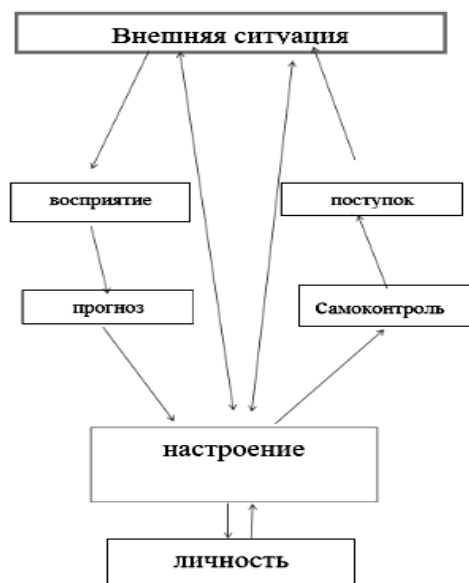 Внешняя ситуация
восприятие
поступок
прогноз
Самоконтроль
настроение
личность